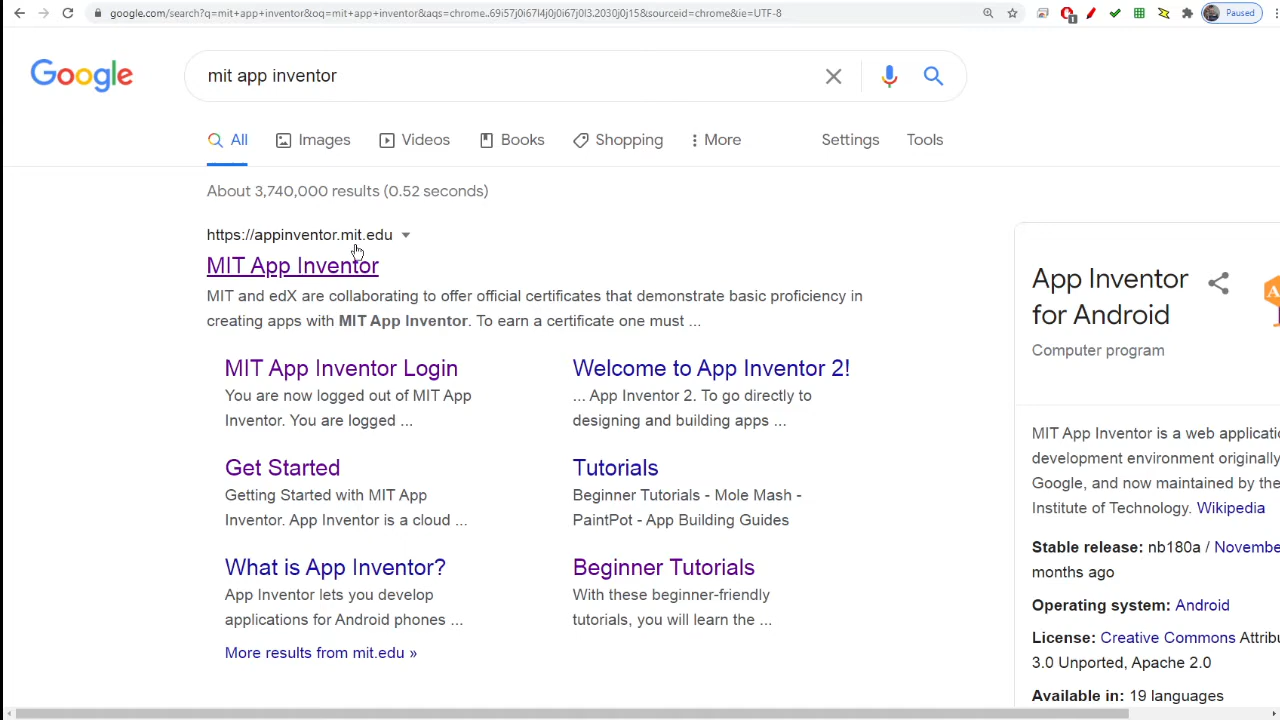 google.com/search?q=mit+app+inventor&oq=mit+app+inventor&aqs=chrome..69i57j0i67l4j0j0i67j0l3.2030j0j15&sourceid=chrome&ie=UTF-8
1
Paused
Google
mit app inventor
All Images Videos Books Shopping More Settings Tools
About 3,740,000 results (0.52 seconds)
https://appinventor.mit.edu
MIT App Inventor
MIT and edX are collaborating to offer official certificates that demonstrate basic proficiency in
creating apps with MIT App Inventor. To earn a certificate one must ...
MIT App Inventor Login
You are now logged out of MIT App
Inventor. You are logged ...
Welcome to App Inventor 2!
... App Inventor 2. To go directly to
designing and building apps ...
Get Started
Getting Started with MIT App
Inventor. App Inventor is a cloud ...
Tutorials
Beginner Tutorials - Mole Mash -
PaintPot - App Building Guides
What is App Inventor?
App Inventor lets you develop
applications for Android phones ...
Beginner Tutorials
With these beginner-friendly
tutorials, you will learn the ...
More results from mit.edu »
App Inventor
for Android
Computer program
MIT App Inventor is a web applicatio
development environment originally
Google, and now maintained by the
Institute of Technology. Wikipedia
Stable release: nb180a / Novembe
months ago
Operating system: Android
License: Creative Commons Attribu
3.0 Unported, Apache 2.0
Available in: 19 languages